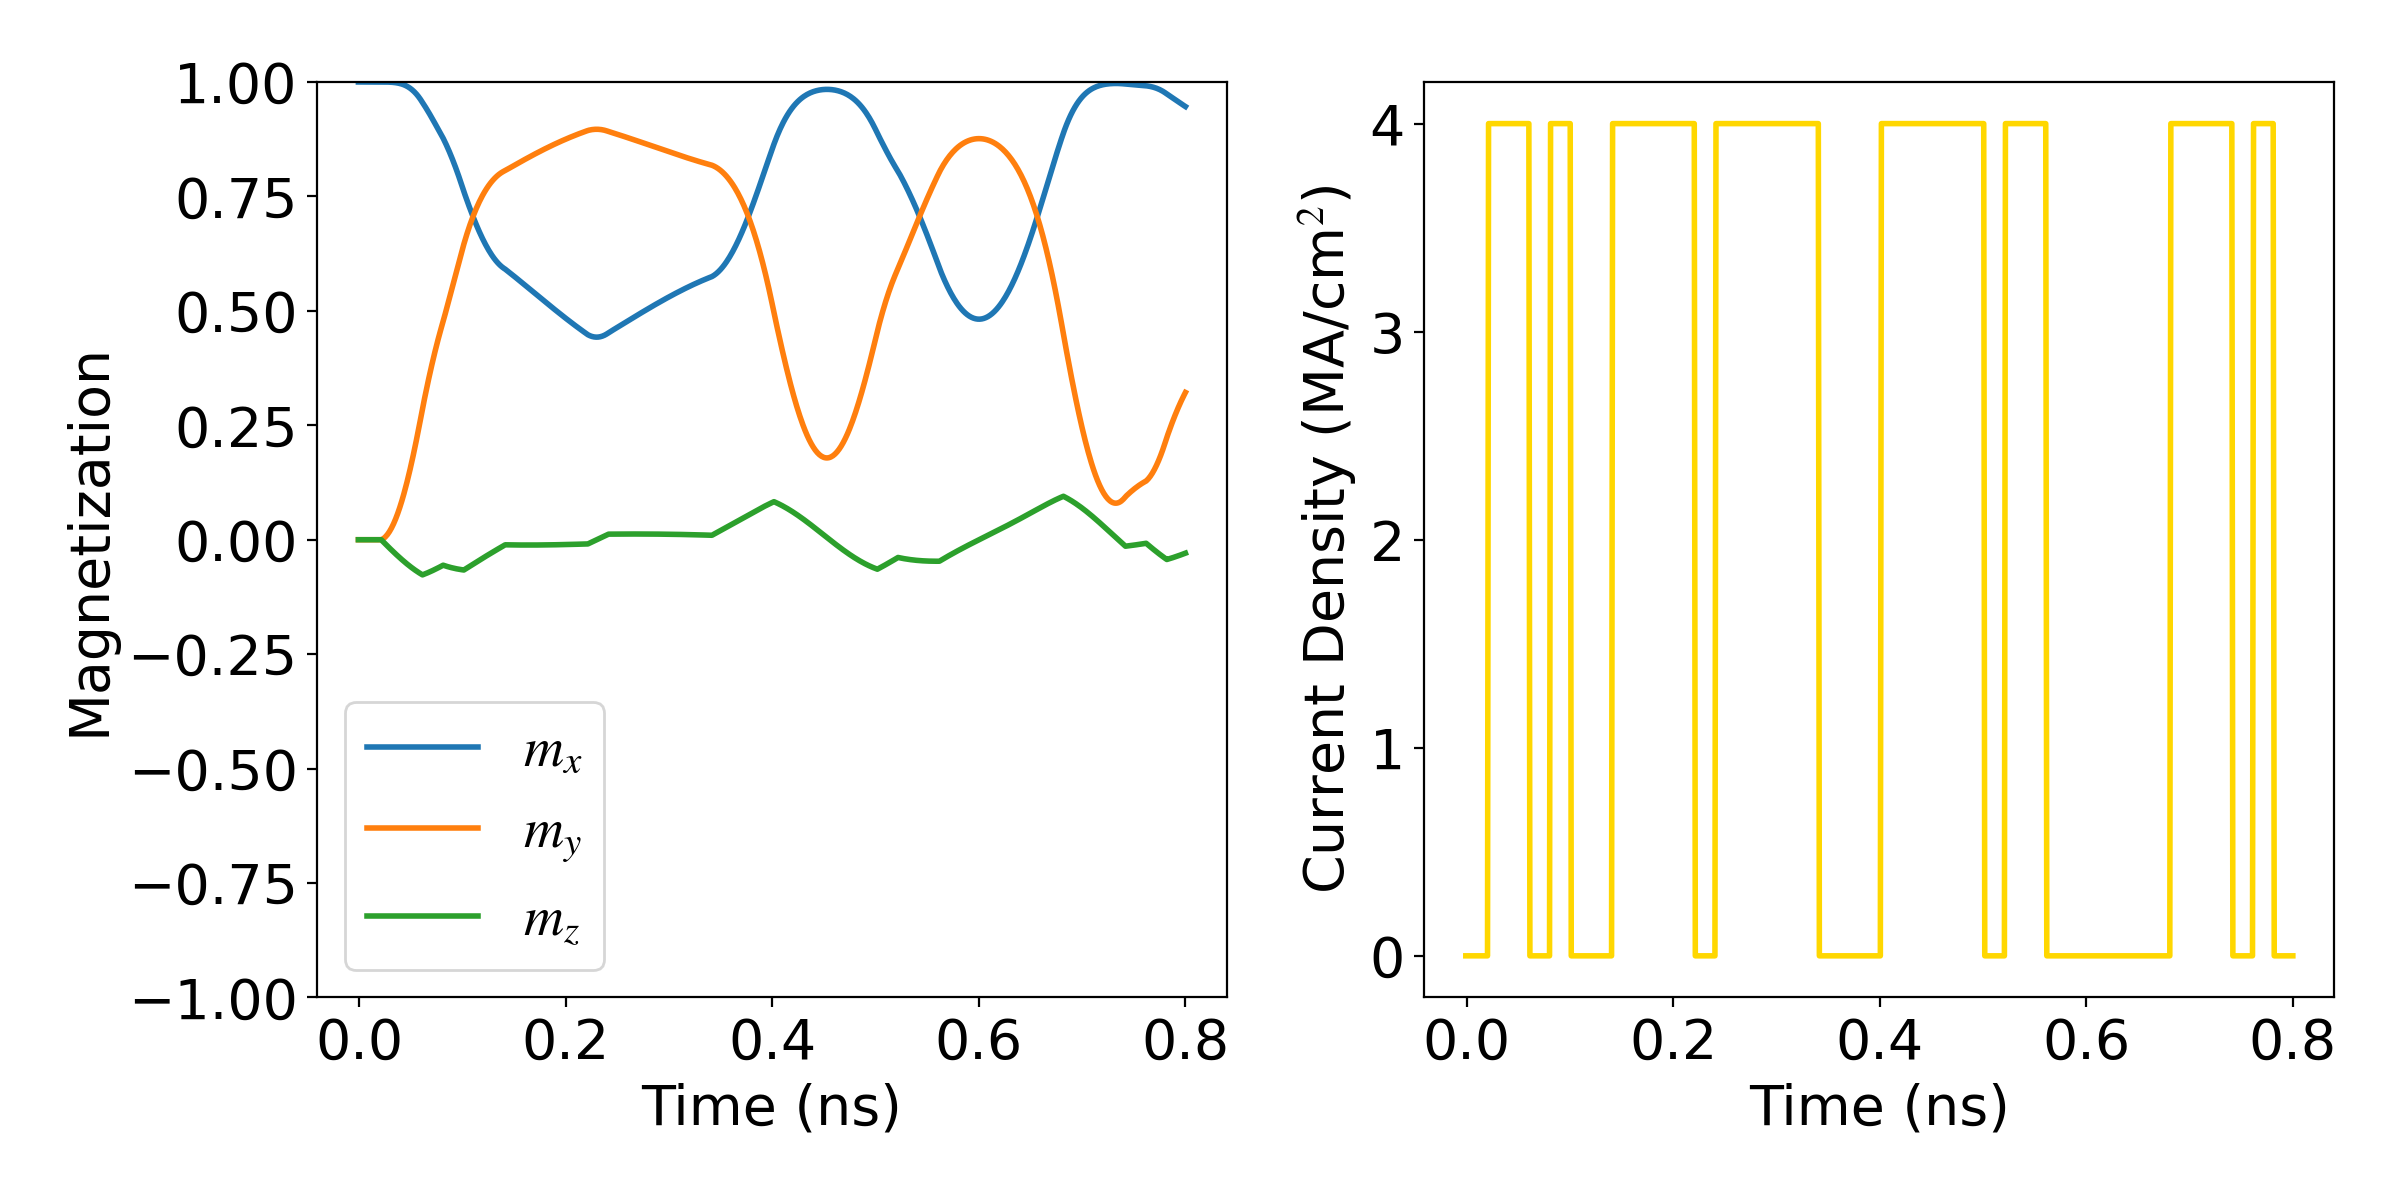 Magnetization
1.00
0.75
0.50
0.25
0.00
−0.25
−0.50
−0.75
−1.00
m_x
m_y
m_z
0.0 0.2 0.4 0.6 0.8
Time (ns)
Current Density (MA/cm²)
4
3
2
1
0
0.0 0.2 0.4 0.6 0.8
Time (ns)